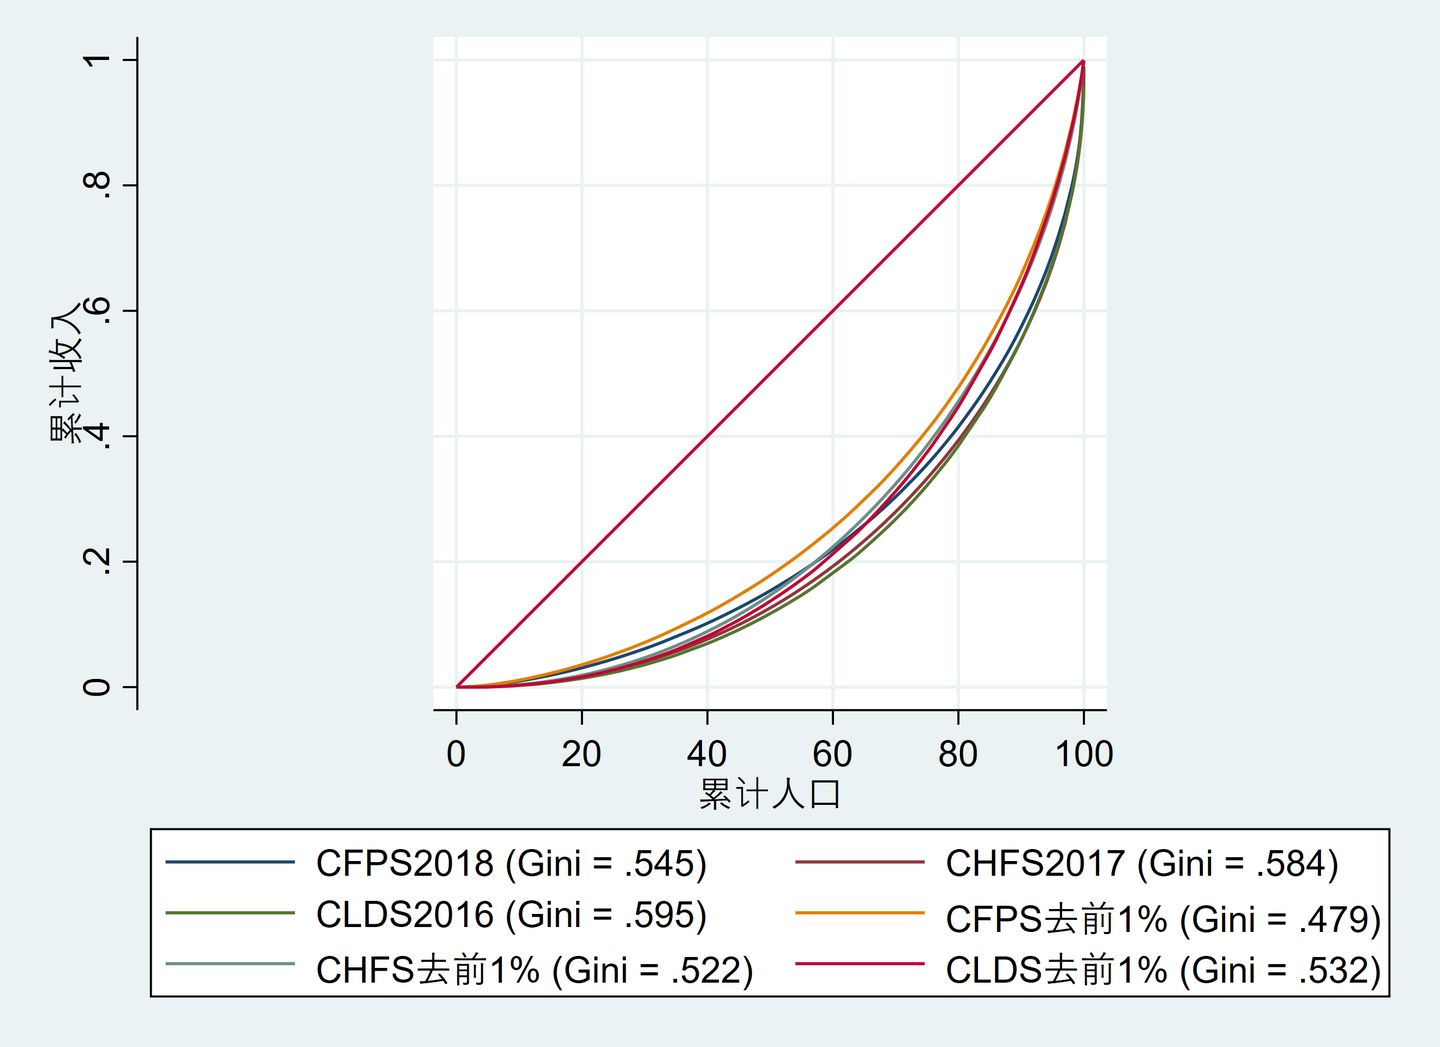 1
.8
.6
.4
.2
0
累计收入
0 20 40 60 80 100
累计人口
CFPS2018 (Gini = .545) CHFS2017 (Gini = .584)
CLDS2016 (Gini = .595) CFPS去前1% (Gini = .479)
CHFS去前1% (Gini = .522) CLDS去前1% (Gini = .532)